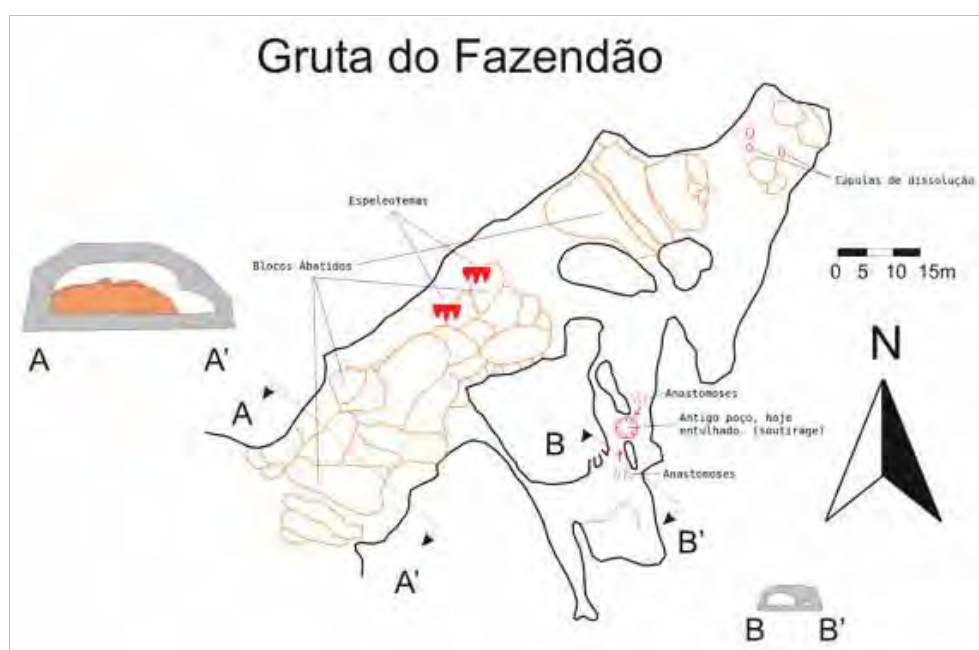 Gruta do Fazendão
Cúpulas de dissolução
Espeleotemas
Blocos Abatidos
0 5 10 15m
A A'
N
A
Anastomoses
Antigo poço, hoje
entulhado. (soutirage)
B
Anastomoses
B'
A'
B B'